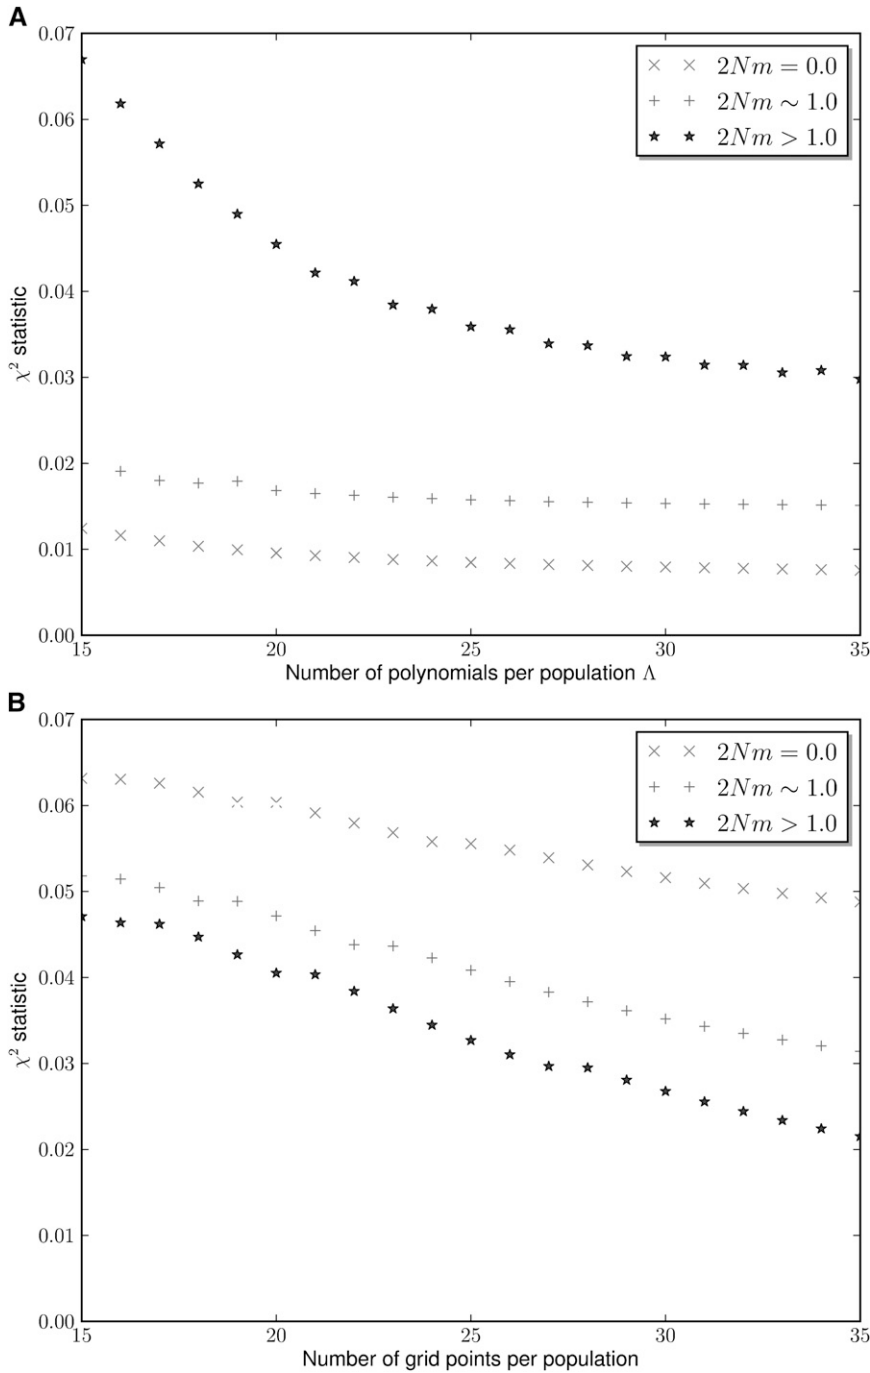 A
0.07
2Nm = 0.0
2Nm ∼ 1.0
2Nm > 1.0
0.06
0.05
0.04
χ² statistic
0.03
0.02
0.01
0.00
15 20 25 30 35
Number of polynomials per population Λ
B
0.07
2Nm = 0.0
2Nm ∼ 1.0
2Nm > 1.0
0.06
0.05
0.04
χ² statistic
0.03
0.02
0.01
0.00
15 20 25 30 35
Number of grid points per population